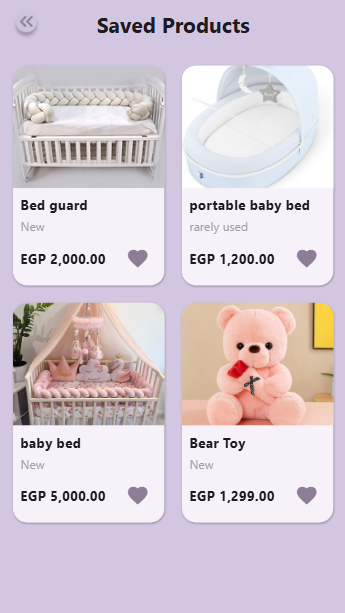 Saved Products
Bed guard
New
EGP 2,000.00
portable baby bed
rarely used
EGP 1,200.00
baby bed
New
EGP 5,000.00
Bear Toy
New
EGP 1,299.00